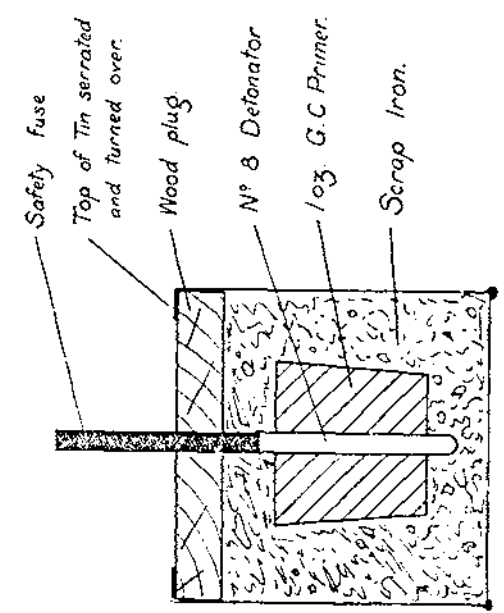 Safety fuse
Top of Tin serrated
and turned over.
Wood plug.
Nº 8 Detonator
1oz. G.C Primer.
Scrap Iron.